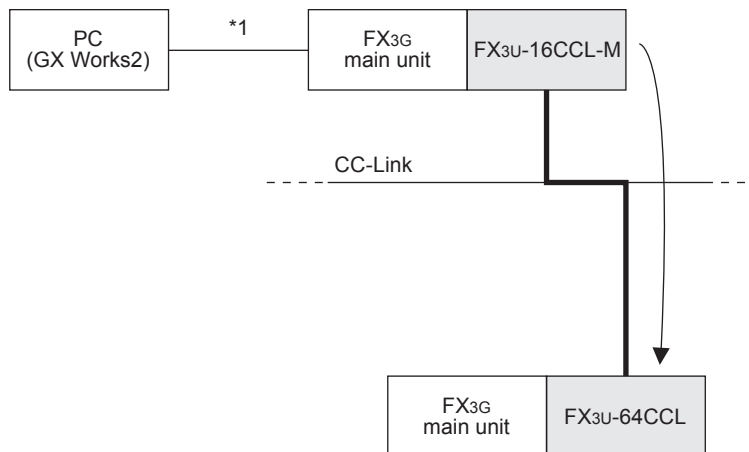 PC
(GX Works2)
*1
FX3G
main unit
FX3U-16CCL-M
CC-Link
FX3G
main unit
FX3U-64CCL